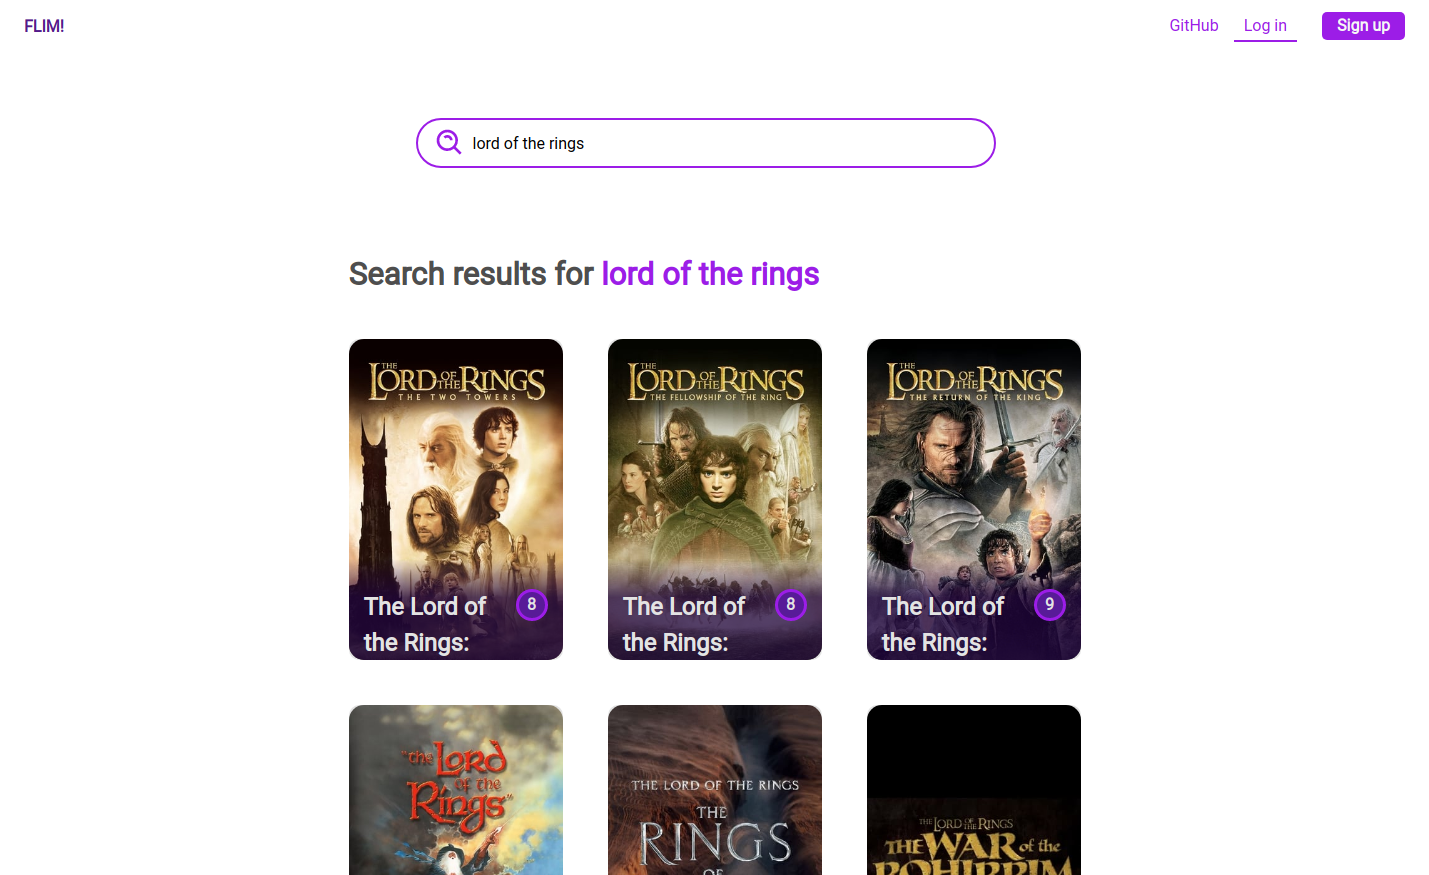 FLIM!
GitHub
Log in
Sign up
lord of the rings
Search results for lord of the rings
THE
LORD OF THE RINGS
THE TWO TOWERS
The Lord of
the Rings:
8
THE
LORD OF THE RINGS
THE FELLOWSHIP OF THE RING
The Lord of
the Rings:
8
THE
LORD OF THE RINGS
THE RETURN OF THE KING
The Lord of
the Rings:
9
"the Lord
of the
Rings"
THE LORD OF THE RINGS
THE
RINGS
OF
THE LORD OF THE RINGS
THE WAR of the
ROHIRRIM